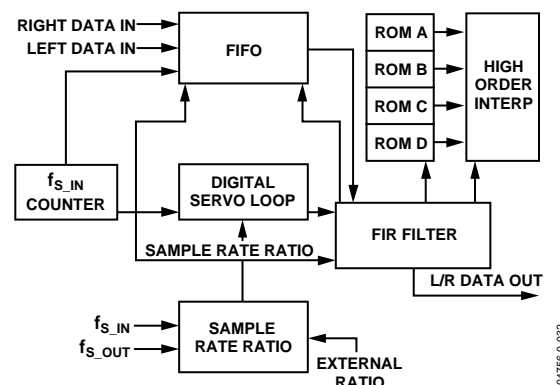 RIGHT DATA IN
LEFT DATA IN
FIFO
ROM A
ROM B
ROM C
ROM D
HIGH
ORDER
INTERP
fS_IN
COUNTER
DIGITAL
SERVO LOOP
FIR FILTER
SAMPLE RATE RATIO
L/R DATA OUT
fS_IN
fS_OUT
SAMPLE
RATE RATIO
EXTERNAL
RATIO